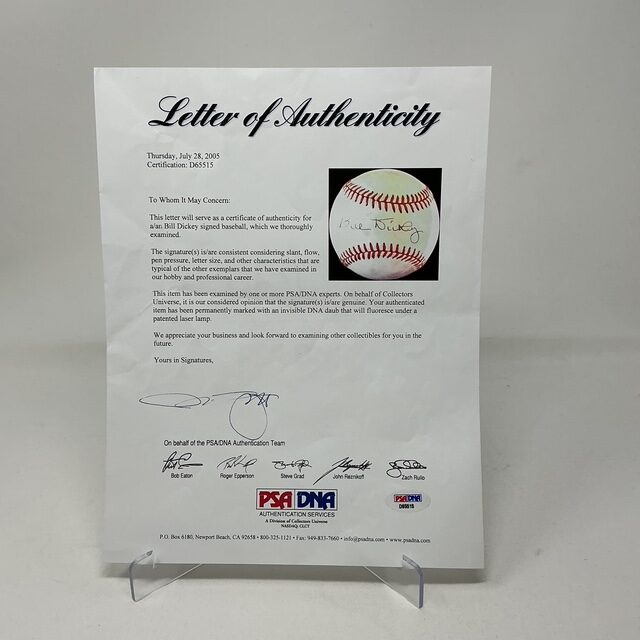 Letter of Authenticity
Thursday, July 28, 2005
Certification: D65515
To Whom It May Concern:
This letter will serve as a certificate of authenticity for
a/an Bill Dickey signed baseball, which we thoroughly
examined.
The signature(s) is/are consistent considering slant, flow,
pen pressure, letter size, and other characteristics that are
typical of the other exemplars that we have examined in
our hobby and professional career.
Bill Dickey
This item has been examined by one or more PSA/DNA experts. On behalf of Collectors
Universe, it is our considered opinion that the signature(s) is/are genuine. Your authenticated
item has been permanently marked with an invisible DNA daub that will fluoresce under a
patented laser lamp.
We appreciate your business and look forward to examining other collectibles for you in the
future.
Yours in Signatures,
On behalf of the PSA/DNA Authentication Team
Bob Eaton Roger Epperson Steve Grad John Reznikoff Zach Rullo
PSA DNA
AUTHENTICATION SERVICES
A Division of Collectors Universe
NASDAQ: CLCT
PSA DNA
D65515
P.O. Box 6180, Newport Beach, CA 92658 • 800-325-1121 • Fax: 949-833-7660 • info@psadna.com • www.psadna.com